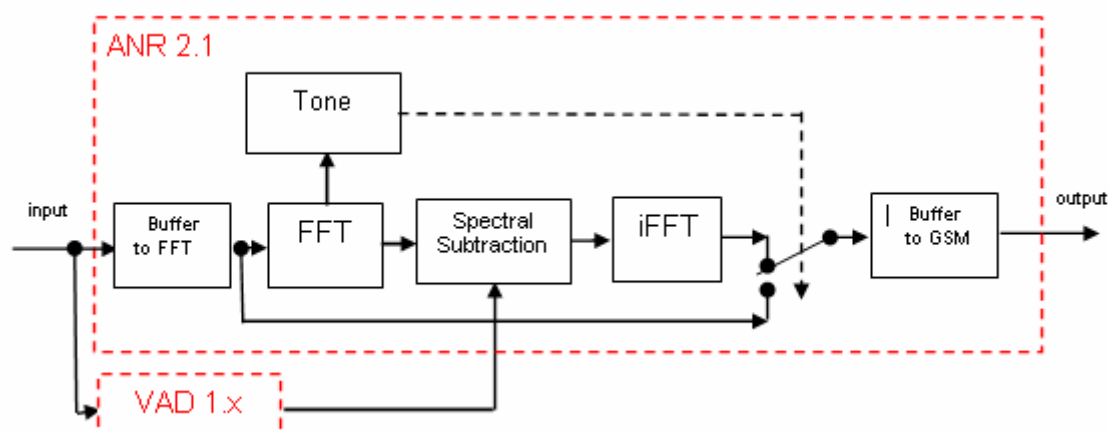 ANR 2.1
Tone
input
Buffer
to FFT
FFT
Spectral
Subtraction
iFFT
| Buffer
to GSM
output
VAD 1.x